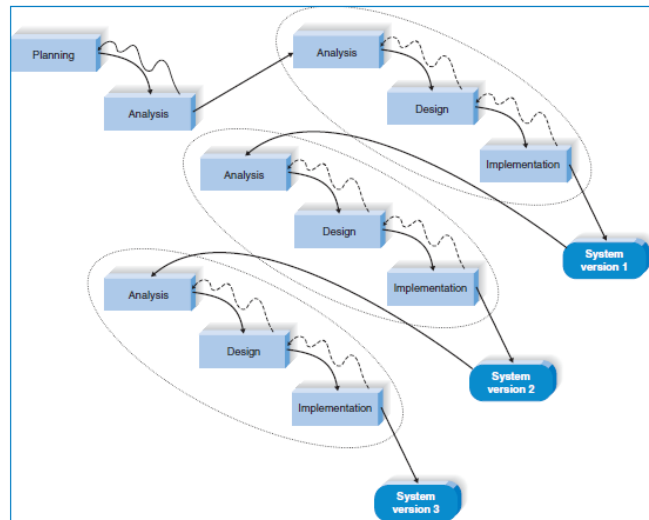 Planning
Analysis
Analysis
Design
Implementation
System
version 1
Analysis
Design
Implementation
System
version 2
Analysis
Design
Implementation
System
version 3